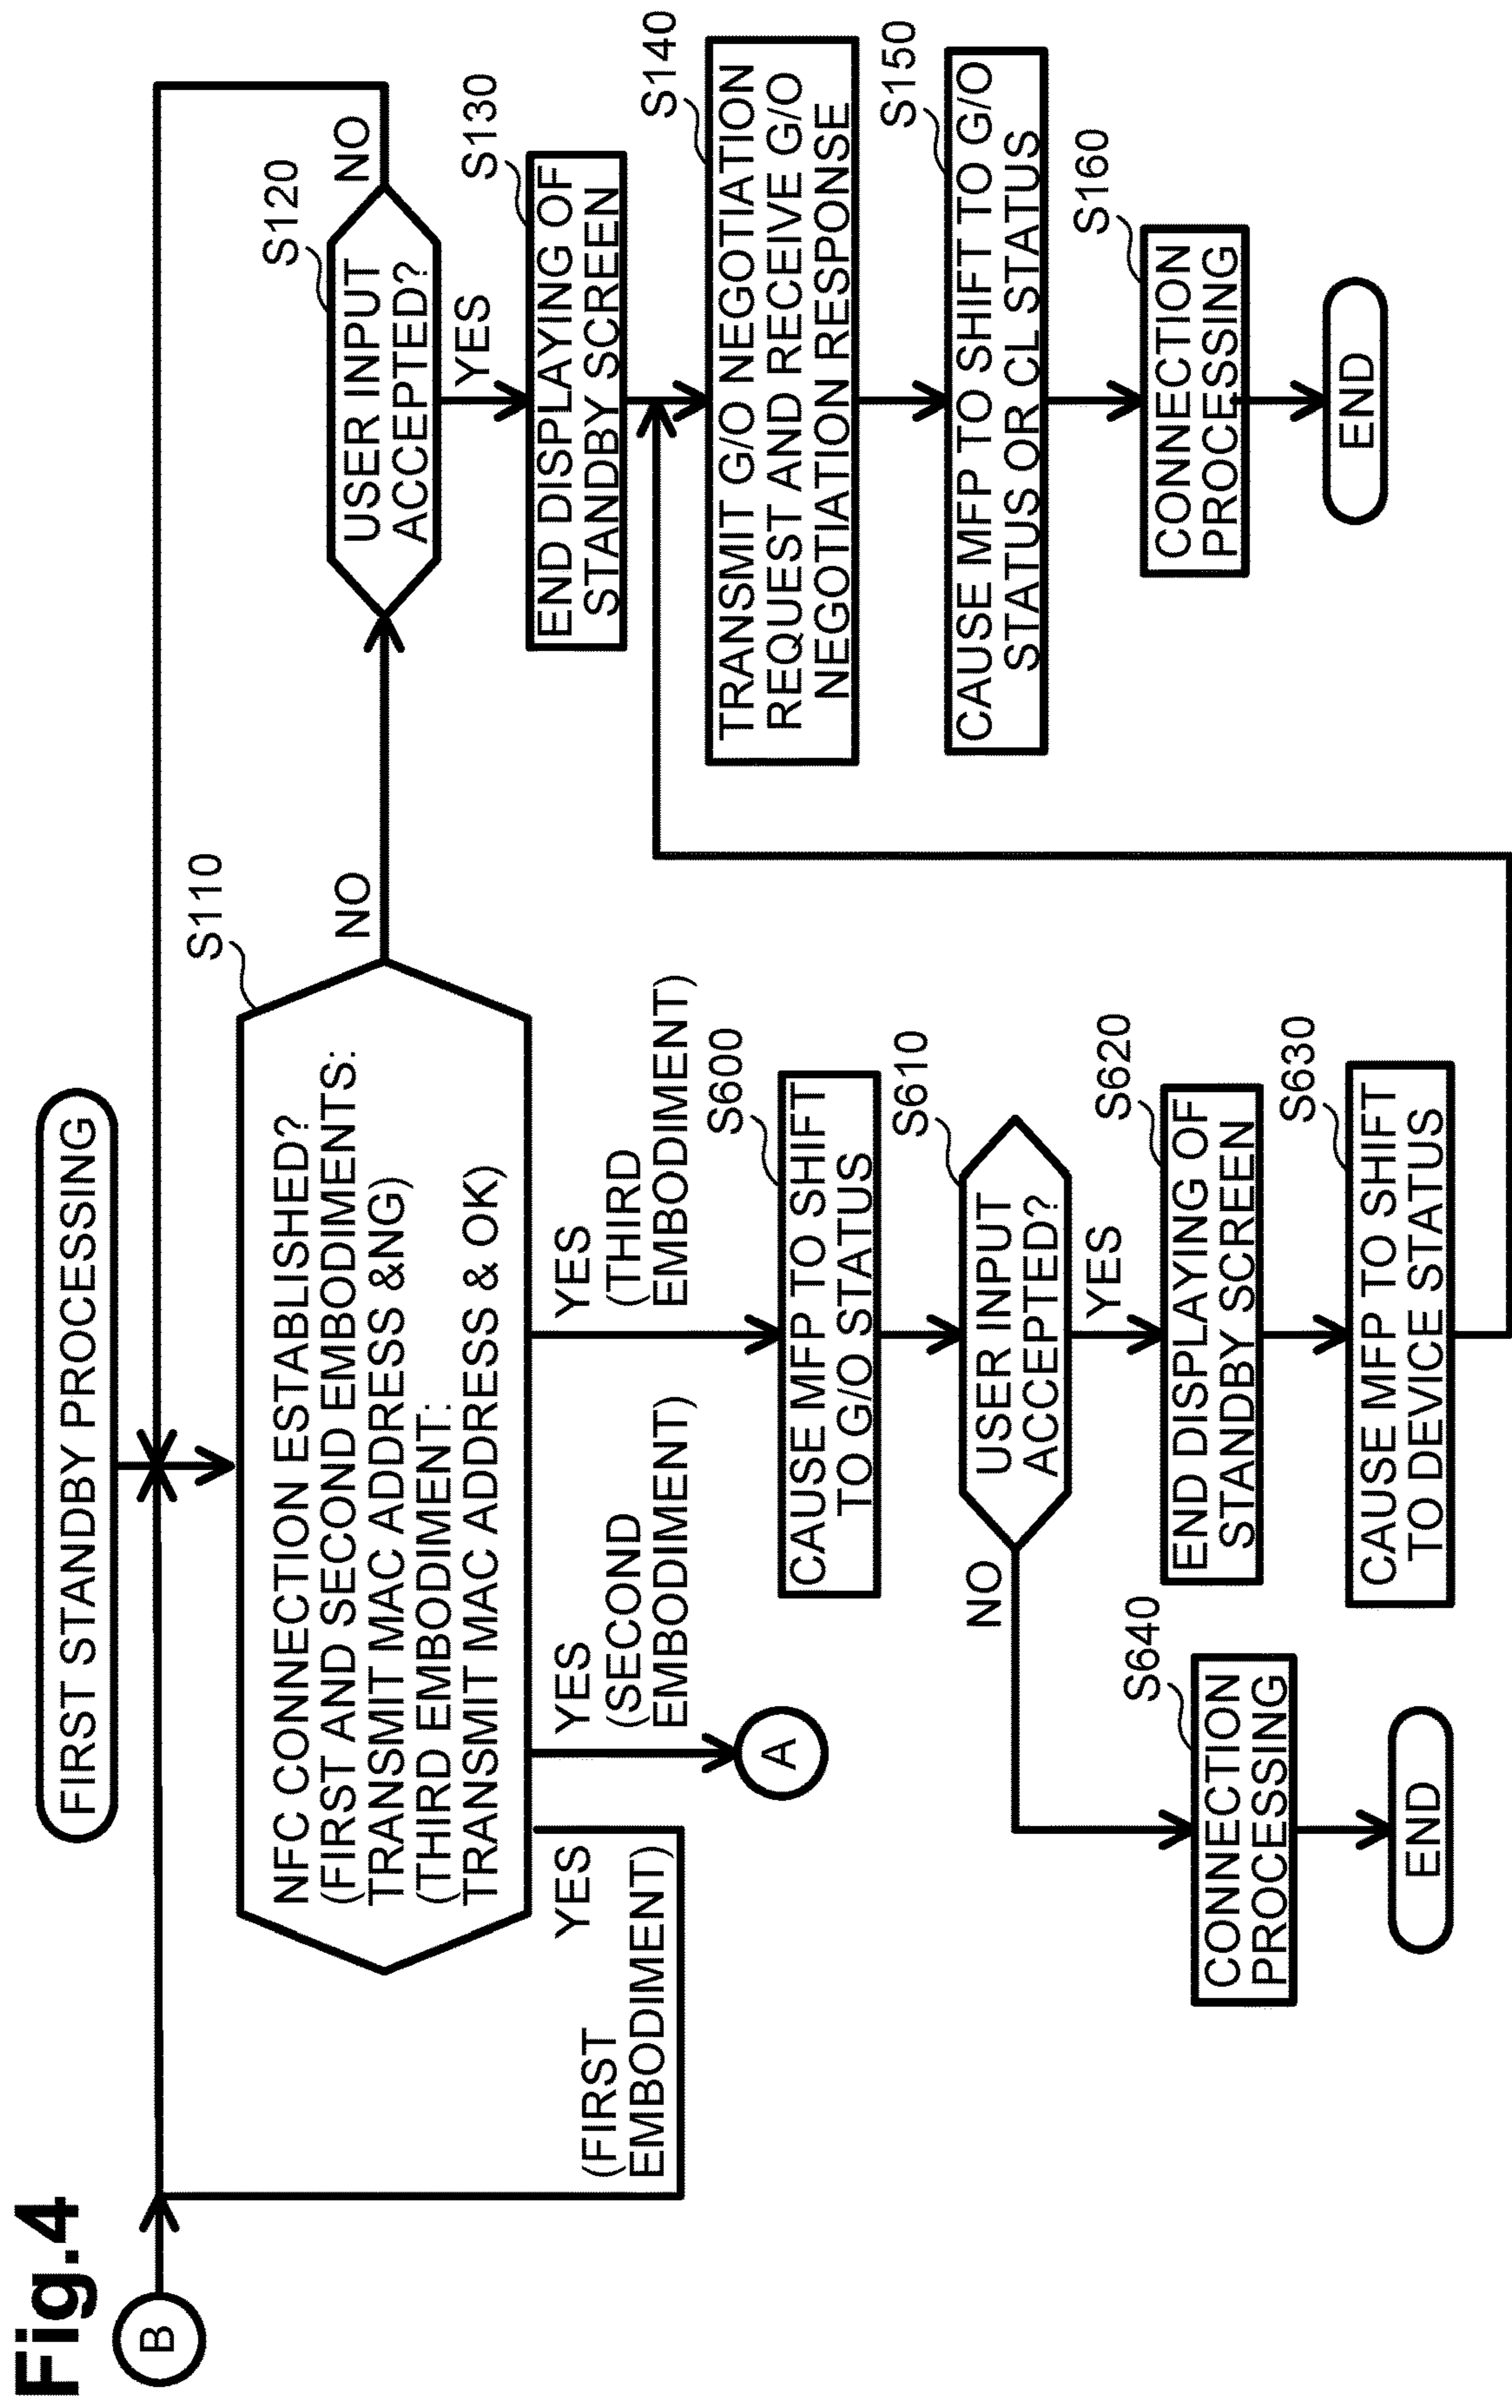 Fig.4
FIRST STANDBY PROCESSING
B
S110
NFC CONNECTION ESTABLISHED?
(FIRST AND SECOND EMBODIMENTS:
TRANSMIT MAC ADDRESS &NG)
(THIRD EMBODIMENT:
TRANSMIT MAC ADDRESS & OK)
NO
S120
USER INPUT
ACCEPTED?
NO
YES
S130
END DISPLAYING OF
STANDBY SCREEN
S140
TRANSMIT G/O NEGOTIATION
REQUEST AND RECEIVE G/O
NEGOTIATION RESPONSE
S150
CAUSE MFP TO SHIFT TO G/O
STATUS OR CL STATUS
S160
CONNECTION
PROCESSING
END
YES
(FIRST
EMBODIMENT)
YES
(SECOND
EMBODIMENT)
A
YES
(THIRD
EMBODIMENT)
S600
CAUSE MFP TO SHIFT
TO G/O STATUS
S610
USER INPUT
ACCEPTED?
NO
YES
S620
END DISPLAYING OF
STANDBY SCREEN
S630
CAUSE MFP TO SHIFT
TO DEVICE STATUS
S640
CONNECTION
PROCESSING
END